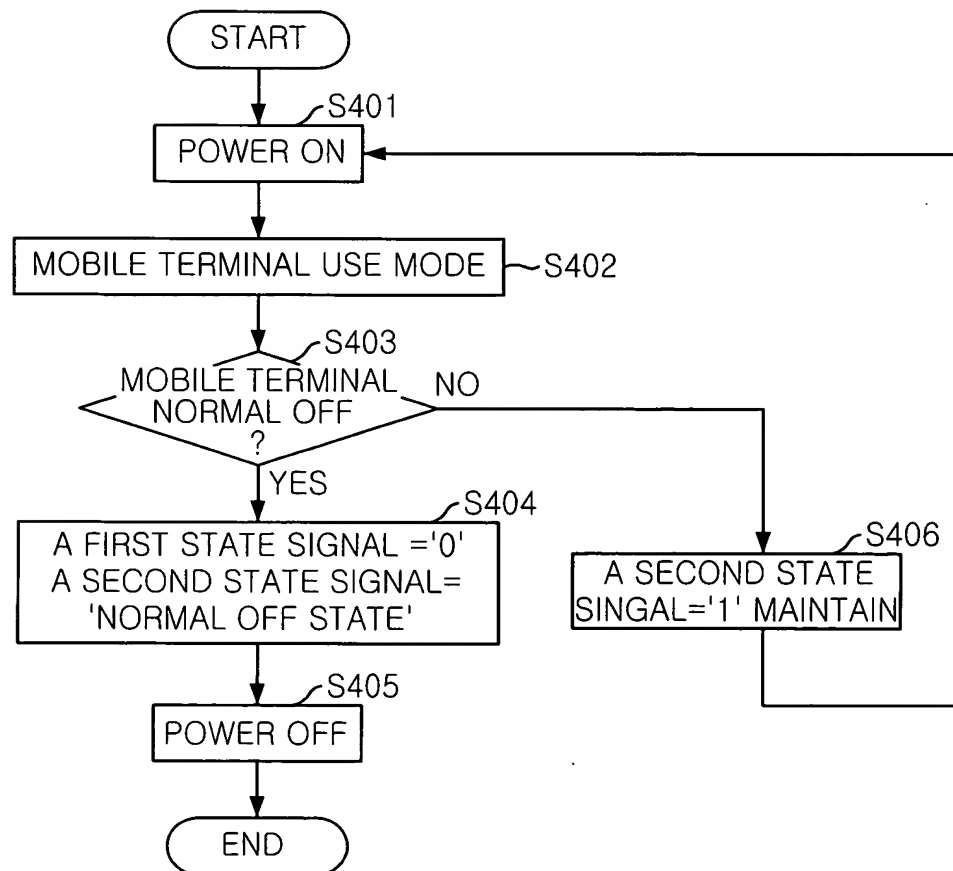 START
S401
POWER ON
MOBILE TERMINAL USE MODE
S402
S403
MOBILE TERMINAL
NORMAL OFF
?
NO
YES
S404
A FIRST STATE SIGNAL ='0'
A SECOND STATE SIGNAL=
'NORMAL OFF STATE'
S406
A SECOND STATE
SINGAL='1' MAINTAIN
S405
POWER OFF
END